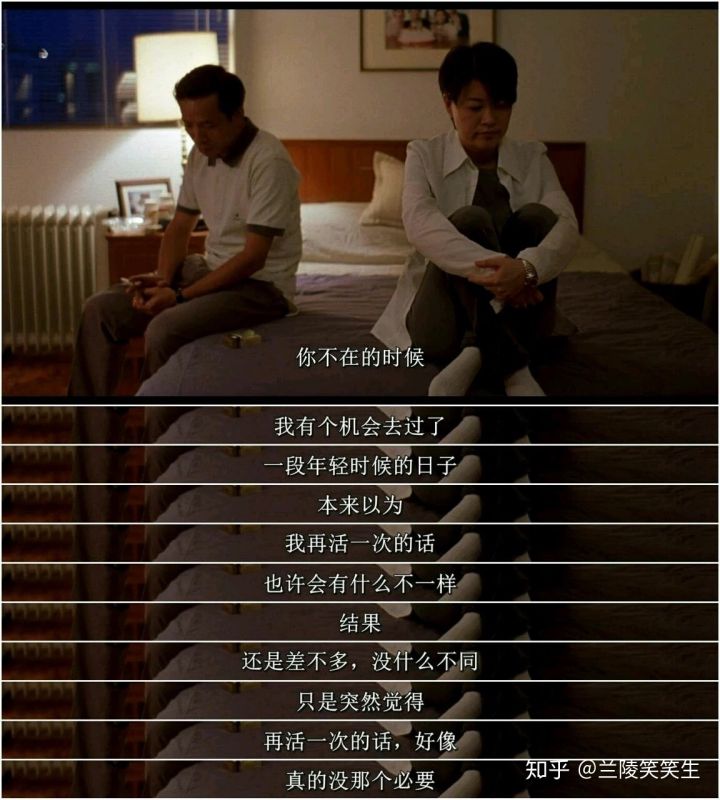 你不在的时候
我有个机会去过了
一段年轻时候的日子
本来以为
我再活一次的话
也许会有什么不一样
结果
还是差不多，没什么不同
只是突然觉得
再活一次的话，好像
真的没那个必要
知乎 @兰陵笑笑生